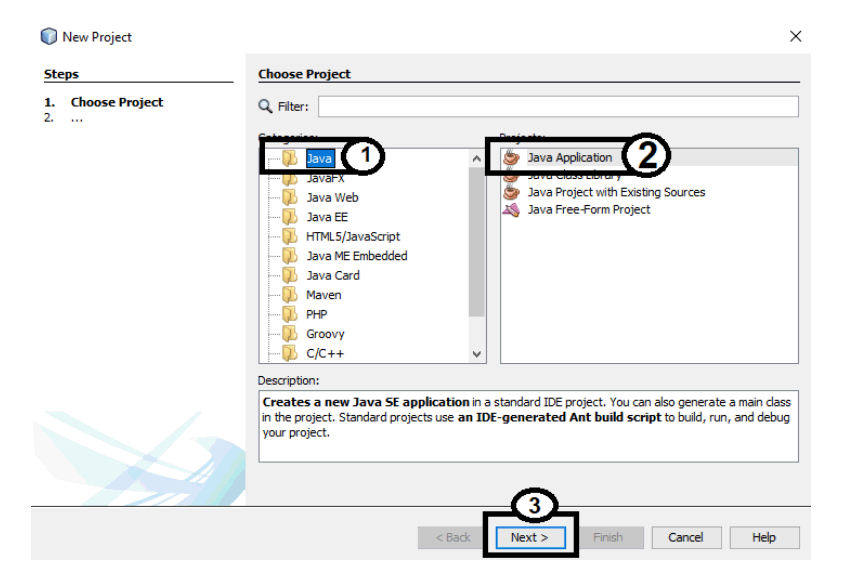 New Project
Steps
1. Choose Project
2. ...
Choose Project
Filter:
Categories:
Java
JavaFX
Java Web
Java EE
HTML5/JavaScript
Java ME Embedded
Java Card
Maven
PHP
Groovy
C/C++
1
Projects:
Java Application
Java Class Library
Java Project with Existing Sources
Java Free-Form Project
2
Description:
Creates a new Java SE application in a standard IDE project. You can also generate a main class
in the project. Standard projects use an IDE-generated Ant build script to build, run, and debug
your project.
3
< Back Next > Finish Cancel Help